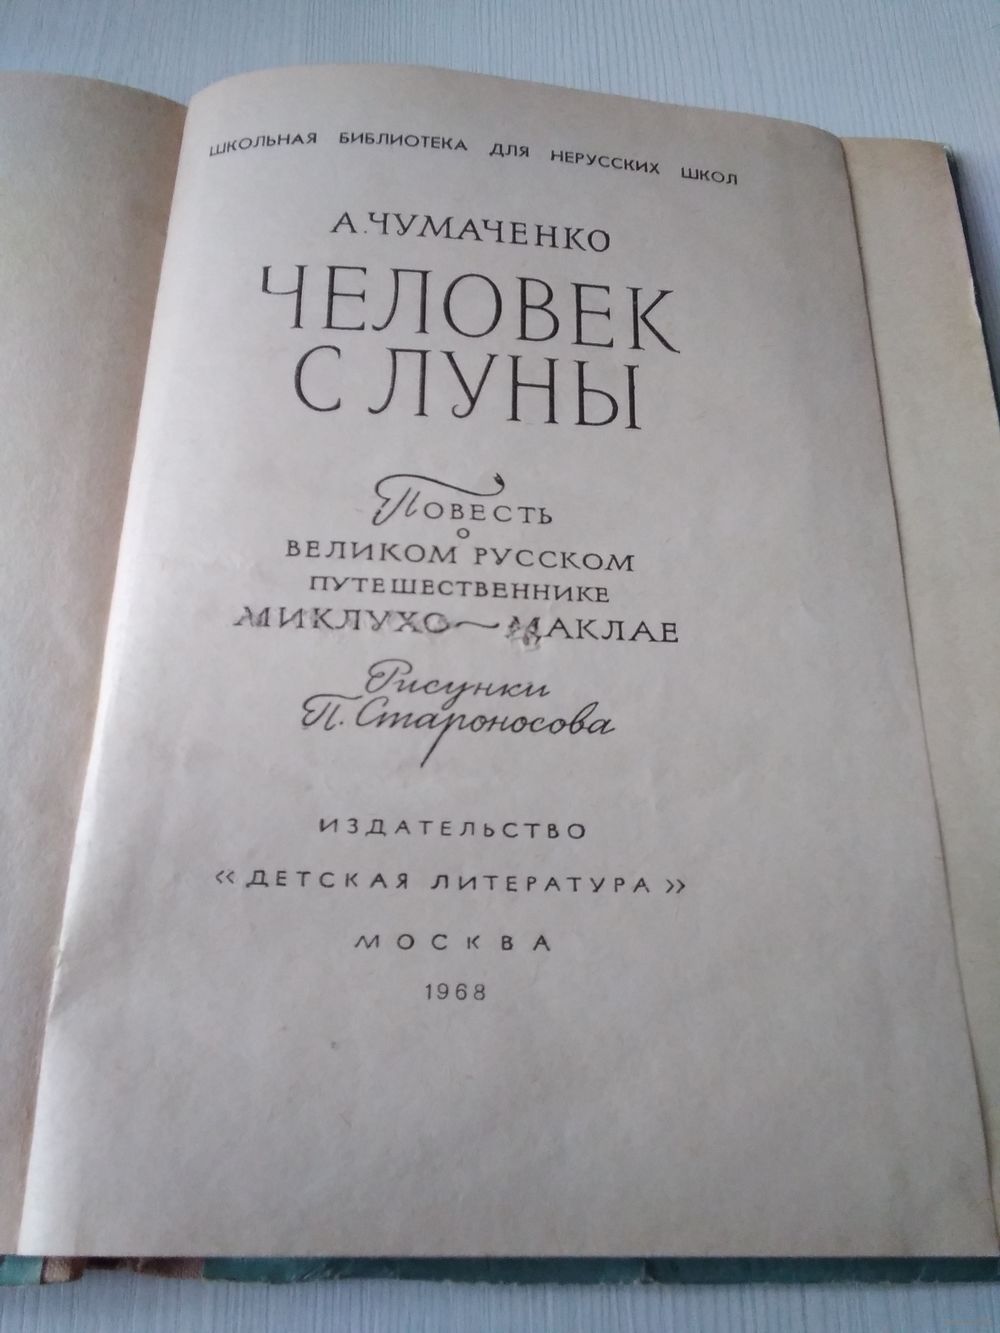 ШКОЛЬНАЯ БИБЛИОТЕКА ДЛЯ НЕРУССКИХ ШКОЛ
А. ЧУМАЧЕНКО
ЧЕЛОВЕК
С ЛУНЫ
ПОВЕСТЬ
О
ВЕЛИКОМ РУССКОМ
ПУТЕШЕСТВЕННИКЕ
МИКЛУХО-МАКЛАЕ
Рисунки
П. Староносова
ИЗДАТЕЛЬСТВО
«ДЕТСКАЯ ЛИТЕРАТУРА»
МОСКВА
1968